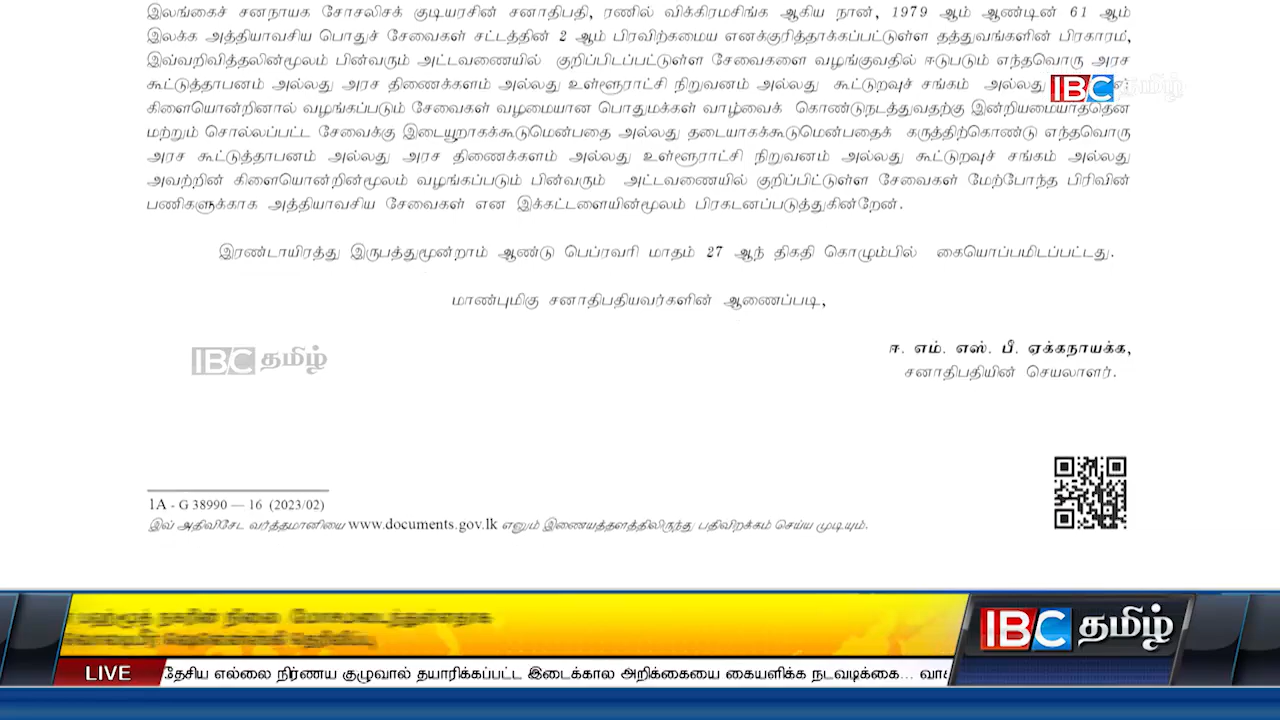 இலங்கைச் சனநாயக சோசலிசக் குடியரசின் சனாதிபதி, ரணில் விக்கிரமசிங்க ஆகிய நான், 1979 ஆம் ஆண்டின் 61 ஆம்
இலக்க அத்தியாவசிய பொதுச் சேவைகள் சட்டத்தின் 2 ஆம் பிரவிற்கமைய எனக்குரித்தாக்கப்பட்டுள்ள தத்துவங்களின் பிரகாரம்,
இவ்வறிவித்தலின்மூலம் பின்வரும் அட்டவணையில் குறிப்பிடப்பட்டுள்ள சேவைகளை வழங்குவதில் ஈடுபடும் எந்தவொரு அரச
கூட்டுத்தாபனம் அல்லது அரச திணைக்களம் அல்லது உள்ளூராட்சி நிறுவனம் அல்லது கூட்டுறவுச் சங்கம் அல்லது
IBC தமிழ்
கிளையொன்றினால் வழங்கப்படும் சேவைகள் வழமையான பொதுமக்கள் வாழ்வைக் கொண்டுநடத்துவதற்கு இன்றியமையாததென
மற்றும் சொல்லப்பட்ட சேவைக்கு இடையூறாகக்கூடுமென்பதை அல்லது தடையாகக்கூடுமென்பதைக் கருத்திற்கொண்டு எந்தவொரு
அரச கூட்டுத்தாபனம் அல்லது அரச திணைக்களம் அல்லது உள்ளூராட்சி நிறுவனம் அல்லது கூட்டுறவுச் சங்கம் அல்லது
அவற்றின் கிளையொன்றின்மூலம் வழங்கப்படும் பின்வரும் அட்டவணையில் குறிப்பிட்டுள்ள சேவைகள் மேற்போந்த பிரிவின்
பணிகளுக்காக அத்தியாவசிய சேவைகள் என இக்கட்டளையின்மூலம் பிரகடனப்படுத்துகின்றேன்.
இரண்டாயிரத்து இருபத்துமூன்றாம் ஆண்டு பெப்ரவரி மாதம் 27 ஆந் திகதி கொழும்பில் கையொப்பமிடப்பட்டது.
மாண்புமிகு சனாதிபதியவர்களின் ஆணைப்படி,
ஈ. எம். எஸ். பீ. ஏக்கநாயக்க,
IBC தமிழ்
சனாதிபதியின் செயலாளர்.
1A - G 38990 — 16 (2023/02)
இவ் அதிவிசேட வர்த்தமானியை www.documents.gov.lk எனும் இணையத்தளத்திலிருந்து பதிவிறக்கம் செய்ய முடியும்.
IBC தமிழ்
LIVE
தேசிய எல்லை நிர்ணய குழுவால் தயாரிக்கப்பட்ட இடைக்கால அறிக்கையை கையளிக்க நடவடிக்கை...